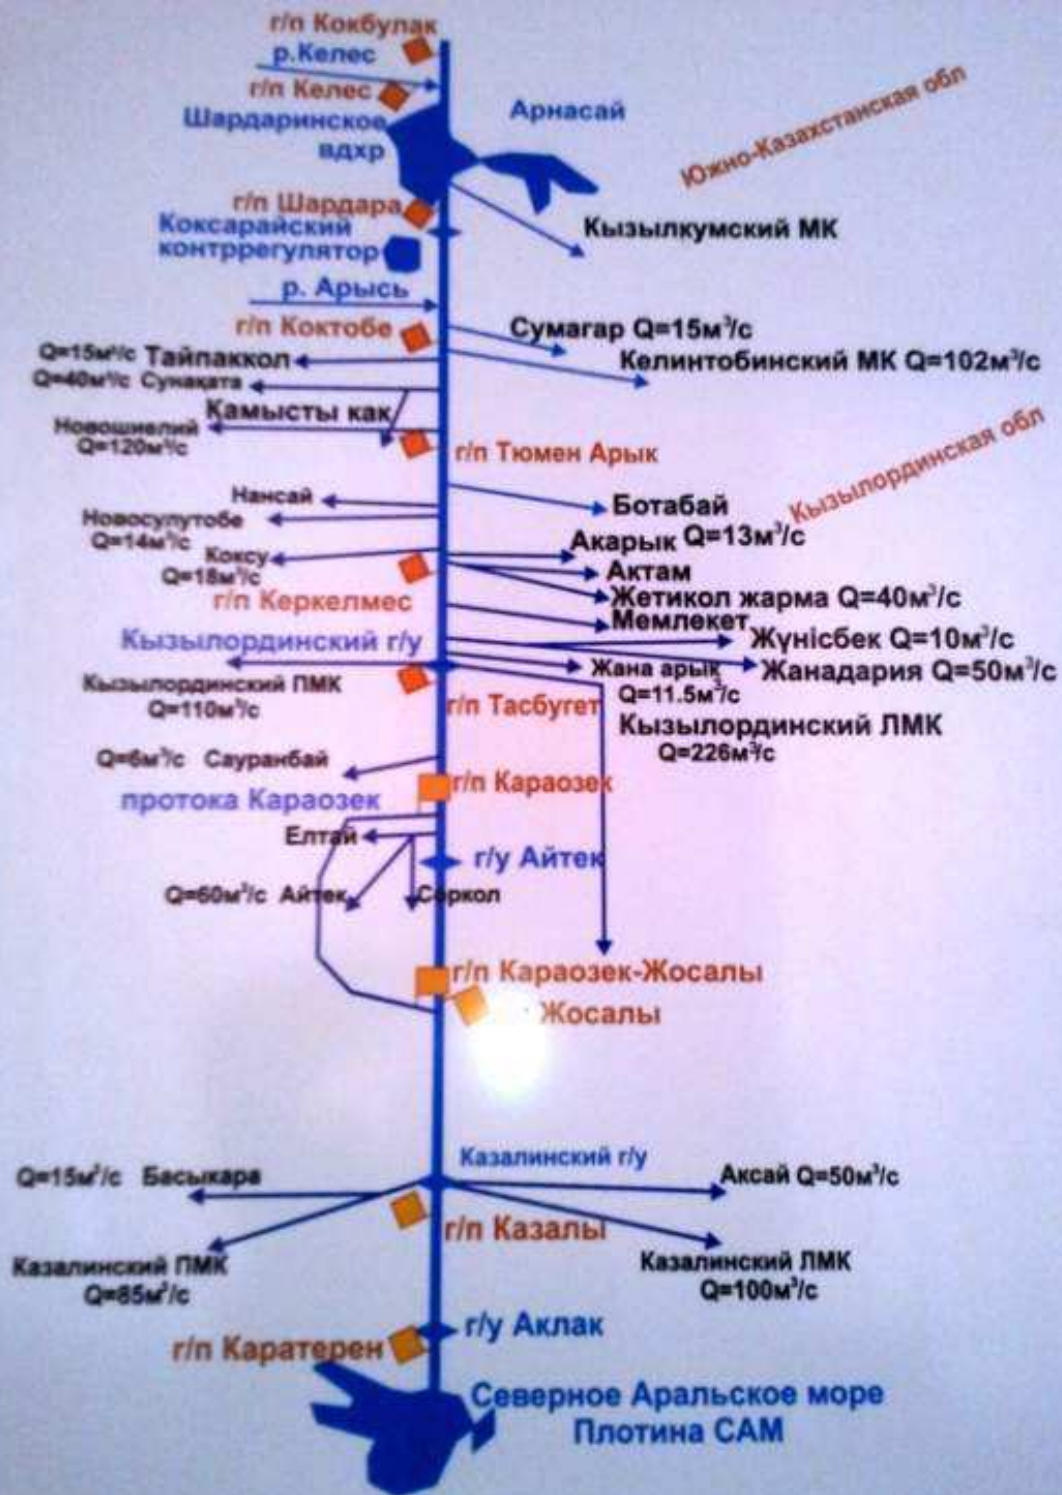 г/п Кокбулак
р.Келес
г/п Келес
Шардаринское
вдхр
Арнасай
Южно-Казахстанская обл
г/п Шардара
Коксарайский
контррегулятор
Кызылкумский МК
р. Арысь
г/п Коктобе
Сумагар Q=15м³/с
Q=15м³/с Тайпаккол
Келинтобинский МК Q=102м³/с
Q=40м³/с Сунаката
Камысты как
Новошиелий
Q=120м³/с
г/п Тюмен Арык
Кызылординская обл
Нансай
Ботабай
Новосулутобе
Q=14м³/с
Акарык Q=13м³/с
Коксу
Q=18м³/с
Актам
г/п Керкелмес
Жетикол жарма Q=40м³/с
Мемлекет
Кызылординский г/у
Жүнісбек Q=10м³/с
Жана арык
Q=11.5м³/с
Жанадария Q=50м³/с
Кызылординский ПМК
Q=110м³/с
г/п Тасбугет
Кызылординский ЛМК
Q=226м³/с
Q=6м³/с Сауранбай
г/п Караозек
протока Караозек
Елтай
г/у Айтек
Q=60м³/с Айтек
Соркол
г/п Караозек-Жосалы
Жосалы
Казалинский г/у
Q=15м³/с Басыкара
Аксай Q=50м³/с
г/п Казалы
Казалинский ПМК
Q=85м³/с
Казалинский ЛМК
Q=100м³/с
г/у Аклак
г/п Каратерен
Северное Аральское море
Плотина САМ